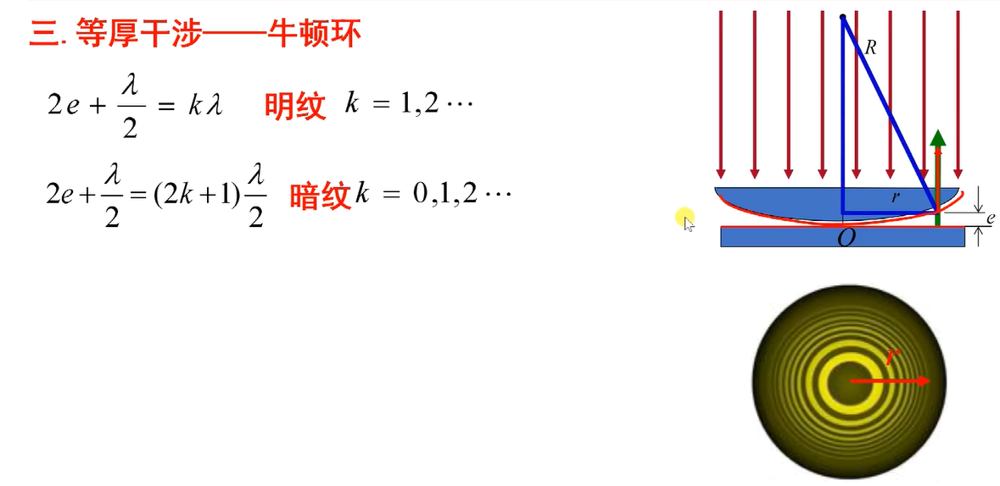 三. 等厚干涉——牛顿环
2e + λ/2 = kλ 明纹 k = 1,2⋯
2e + λ/2 = (2k+1) λ/2 暗纹 k = 0,1,2⋯
R
r
e
O
r